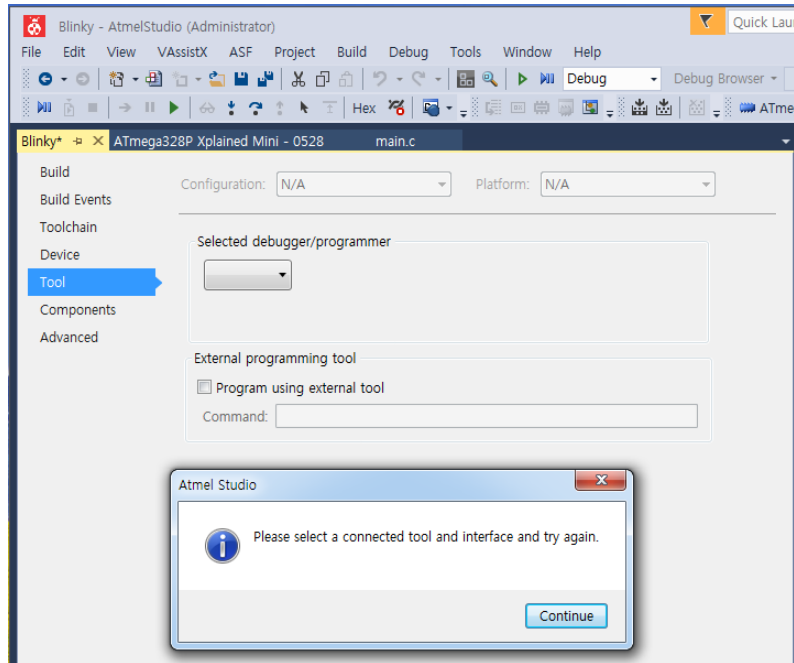 Blinky - AtmelStudio (Administrator)
Quick Lau
File Edit View VAssistX ASF Project Build Debug Tools Window Help
Debug Debug Browser
Hex ATme
Blinky* ATmega328P Xplained Mini - 0528 main.c
Build
Build Events
Toolchain
Device
Tool
Components
Advanced
Configuration: N/A Platform: N/A
Selected debugger/programmer
External programming tool
Program using external tool
Command:
Atmel Studio
Please select a connected tool and interface and try again.
Continue